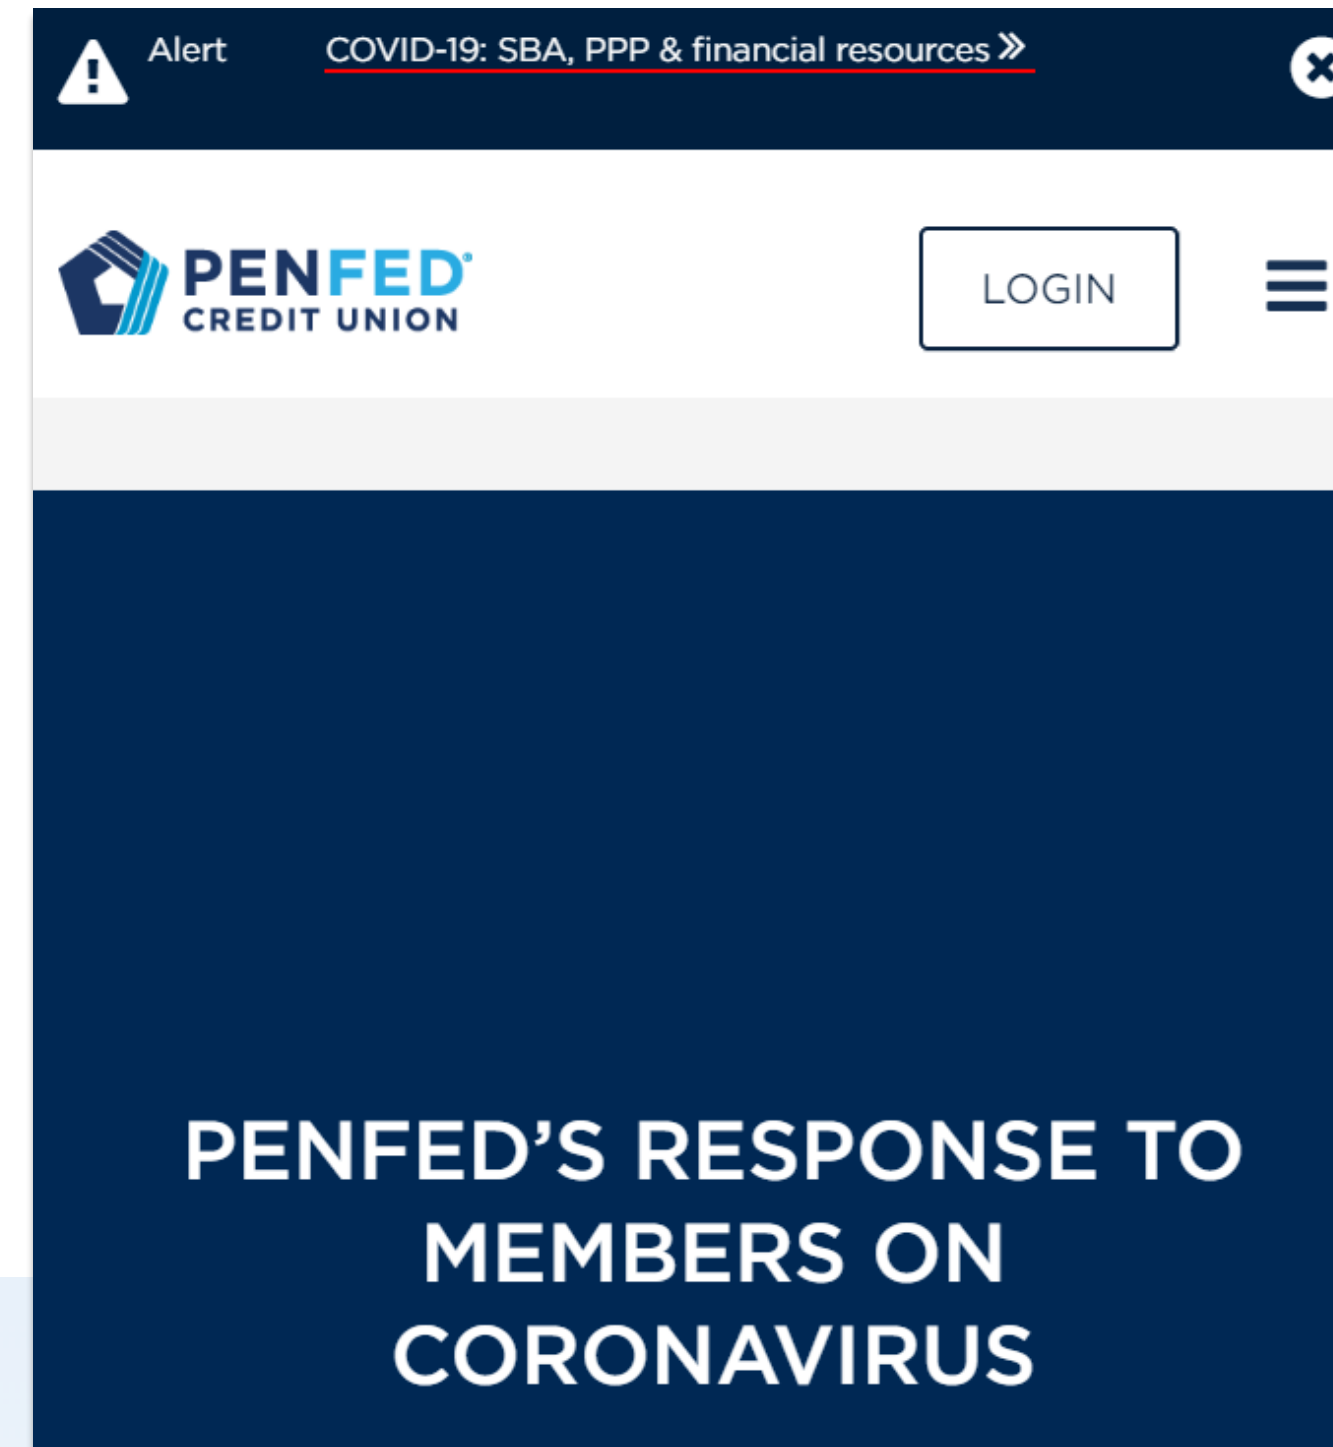 Alert
COVID-19: SBA, PPP & financial resources »
PENFED®
CREDIT UNION
LOGIN
PENFED’S RESPONSE TO
MEMBERS ON
CORONAVIRUS